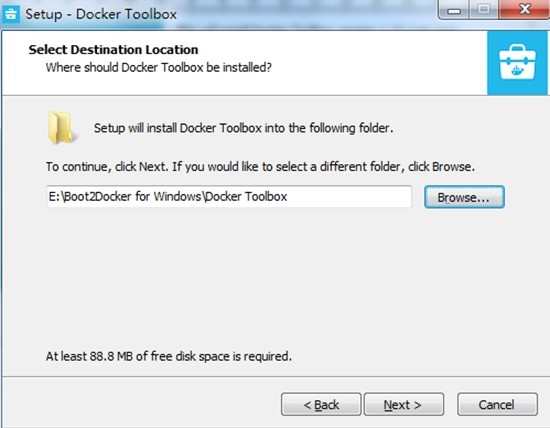 Setup - Docker Toolbox
Select Destination Location
Where should Docker Toolbox be installed?
Setup will install Docker Toolbox into the following folder.
To continue, click Next. If you would like to select a different folder, click Browse.
E:\Boot2Docker for Windows\Docker Toolbox
Browse...
At least 88.8 MB of free disk space is required.
< Back
Next >
Cancel